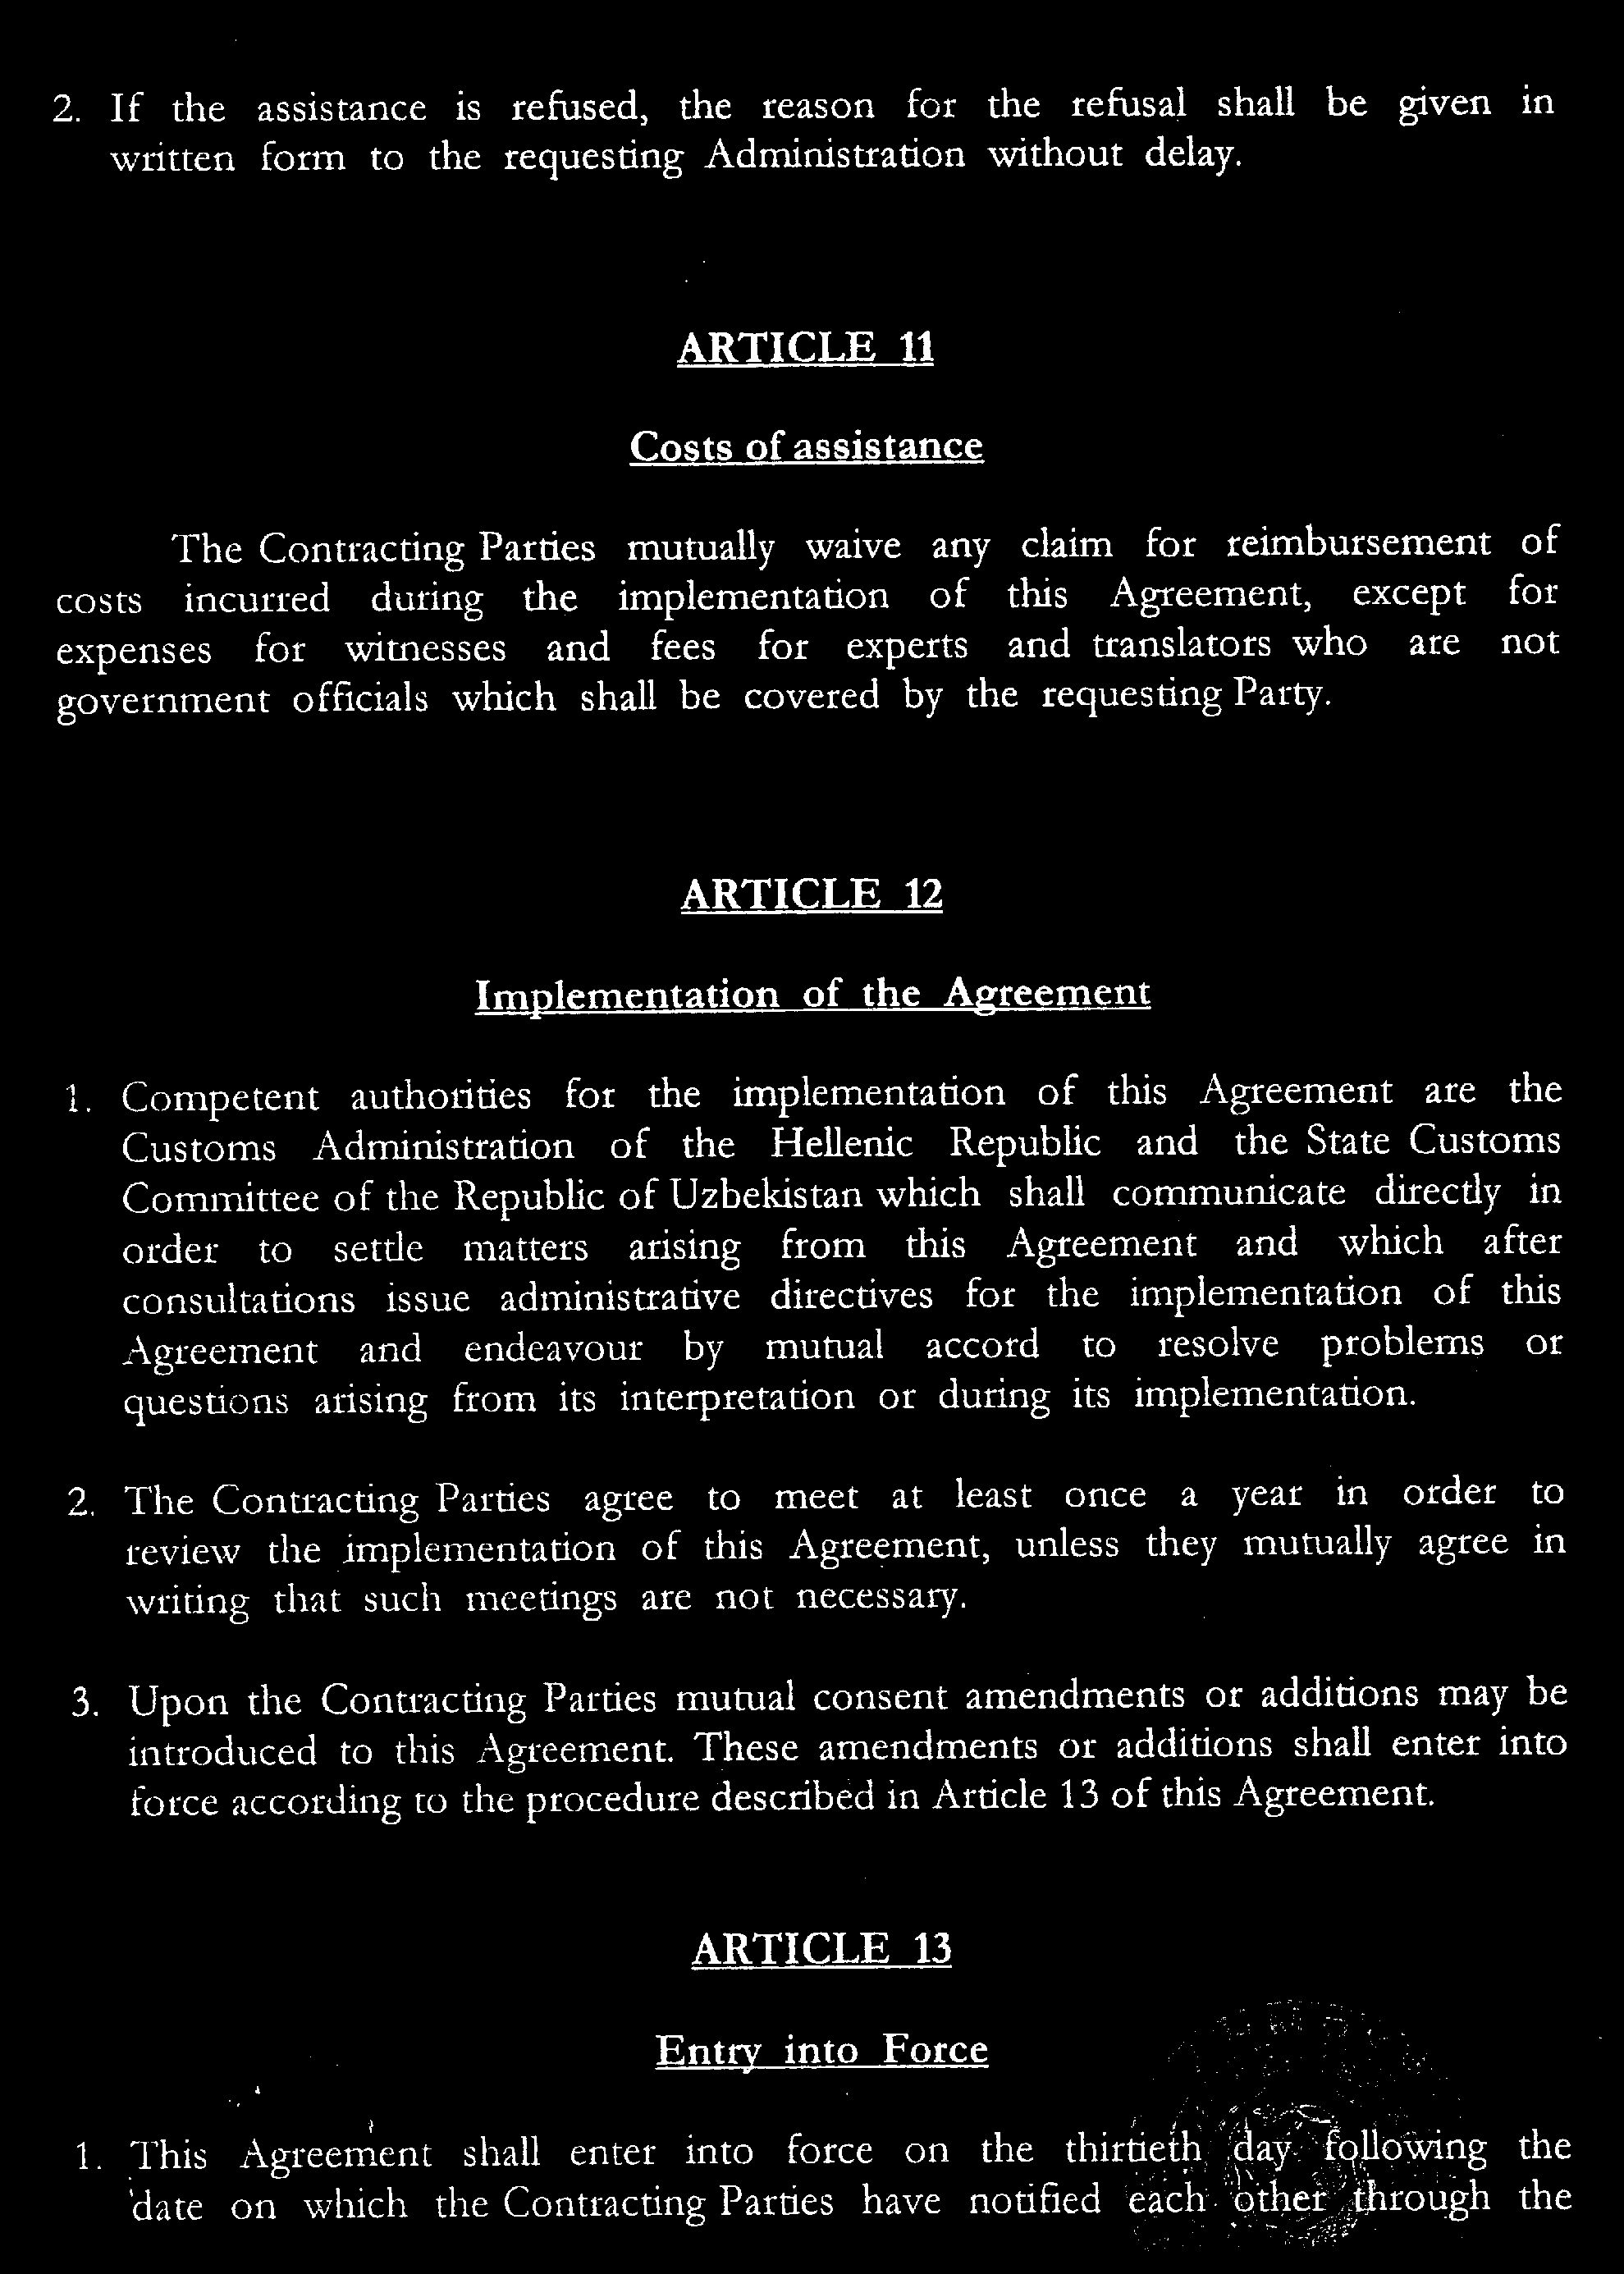 2. If the assistance is refused, the reason for the refusal shall be given in
written form to the requesting Administration without delay.
ARTICLE 11
Costs of assistance
The Contracting Parties mutually waive any claim for reimbursement of
costs incurred during the implementation of this Agreement, except for
expenses for witnesses and fees for experts and translators who are not
government officials which shall be covered by the requesting Party.
ARTICLE 12
Implementation of the Agreement
1. Competent authorities for the implementation of this Agreement are the
Customs Administration of the Hellenic Republic and the State Customs
Committee of the Republic of Uzbekistan which shall communicate directly in
order to settle matters arising from this Agreement and which after
consultations issue administrative directives for the implementation of this
Agreement and endeavour by mutual accord to resolve problems or
questions arising from its interpretation or during its implementation.
2. The Contracting Parties agree to meet at least once a year in order to
review the implementation of this Agreement, unless they mutually agree in
writing that such meetings are not necessary.
3. Upon the Contracting Parties mutual consent amendments or additions may be
introduced to this Agreement. These amendments or additions shall enter into
force according to the procedure described in Article 13 of this Agreement.
ARTICLE 13
Entry into Force
1. This Agreement shall enter into force on the thirtieth day following the
date on which the Contracting Parties have notified each other through the